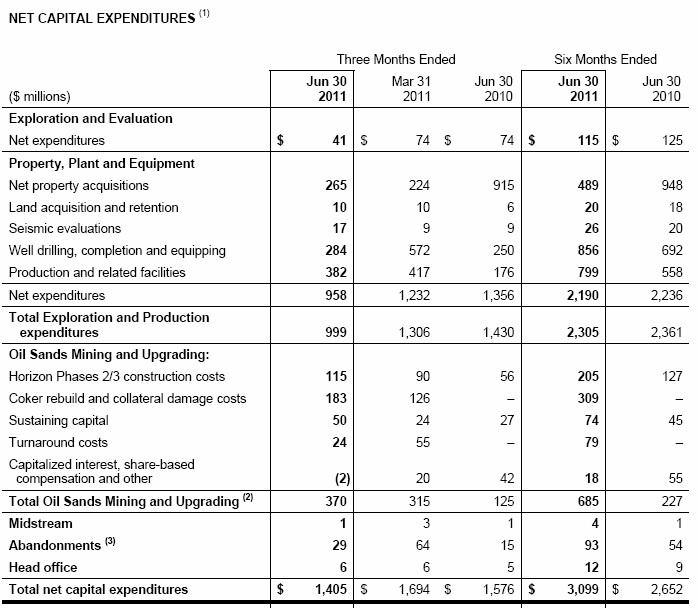 NET CAPITAL EXPENDITURES (1)
Three Months Ended Six Months Ended
Jun 30 Mar 31 Jun 30 Jun 30 Jun 30
($ millions) 2011 2011 2010 2011 2010
Exploration and Evaluation
Net expenditures $ 41 $ 74 $ 74 $ 115 $ 125
Property, Plant and Equipment
Net property acquisitions 265 224 915 489 948
Land acquisition and retention 10 10 6 20 18
Seismic evaluations 17 9 9 26 20
Well drilling, completion and equipping 284 572 250 856 692
Production and related facilities 382 417 176 799 558
Net expenditures 958 1,232 1,356 2,190 2,236
Total Exploration and Production
expenditures 999 1,306 1,430 2,305 2,361
Oil Sands Mining and Upgrading:
Horizon Phases 2/3 construction costs 115 90 56 205 127
Coker rebuild and collateral damage costs 183 126 – 309 –
Sustaining capital 50 24 27 74 45
Turnaround costs 24 55 – 79 –
Capitalized interest, share-based
compensation and other (2) 20 42 18 55
Total Oil Sands Mining and Upgrading (2) 370 315 125 685 227
Midstream 1 3 1 4 1
Abandonments (3) 29 64 15 93 54
Head office 6 6 5 12 9
Total net capital expenditures $ 1,405 $ 1,694 $ 1,576 $ 3,099 $ 2,652